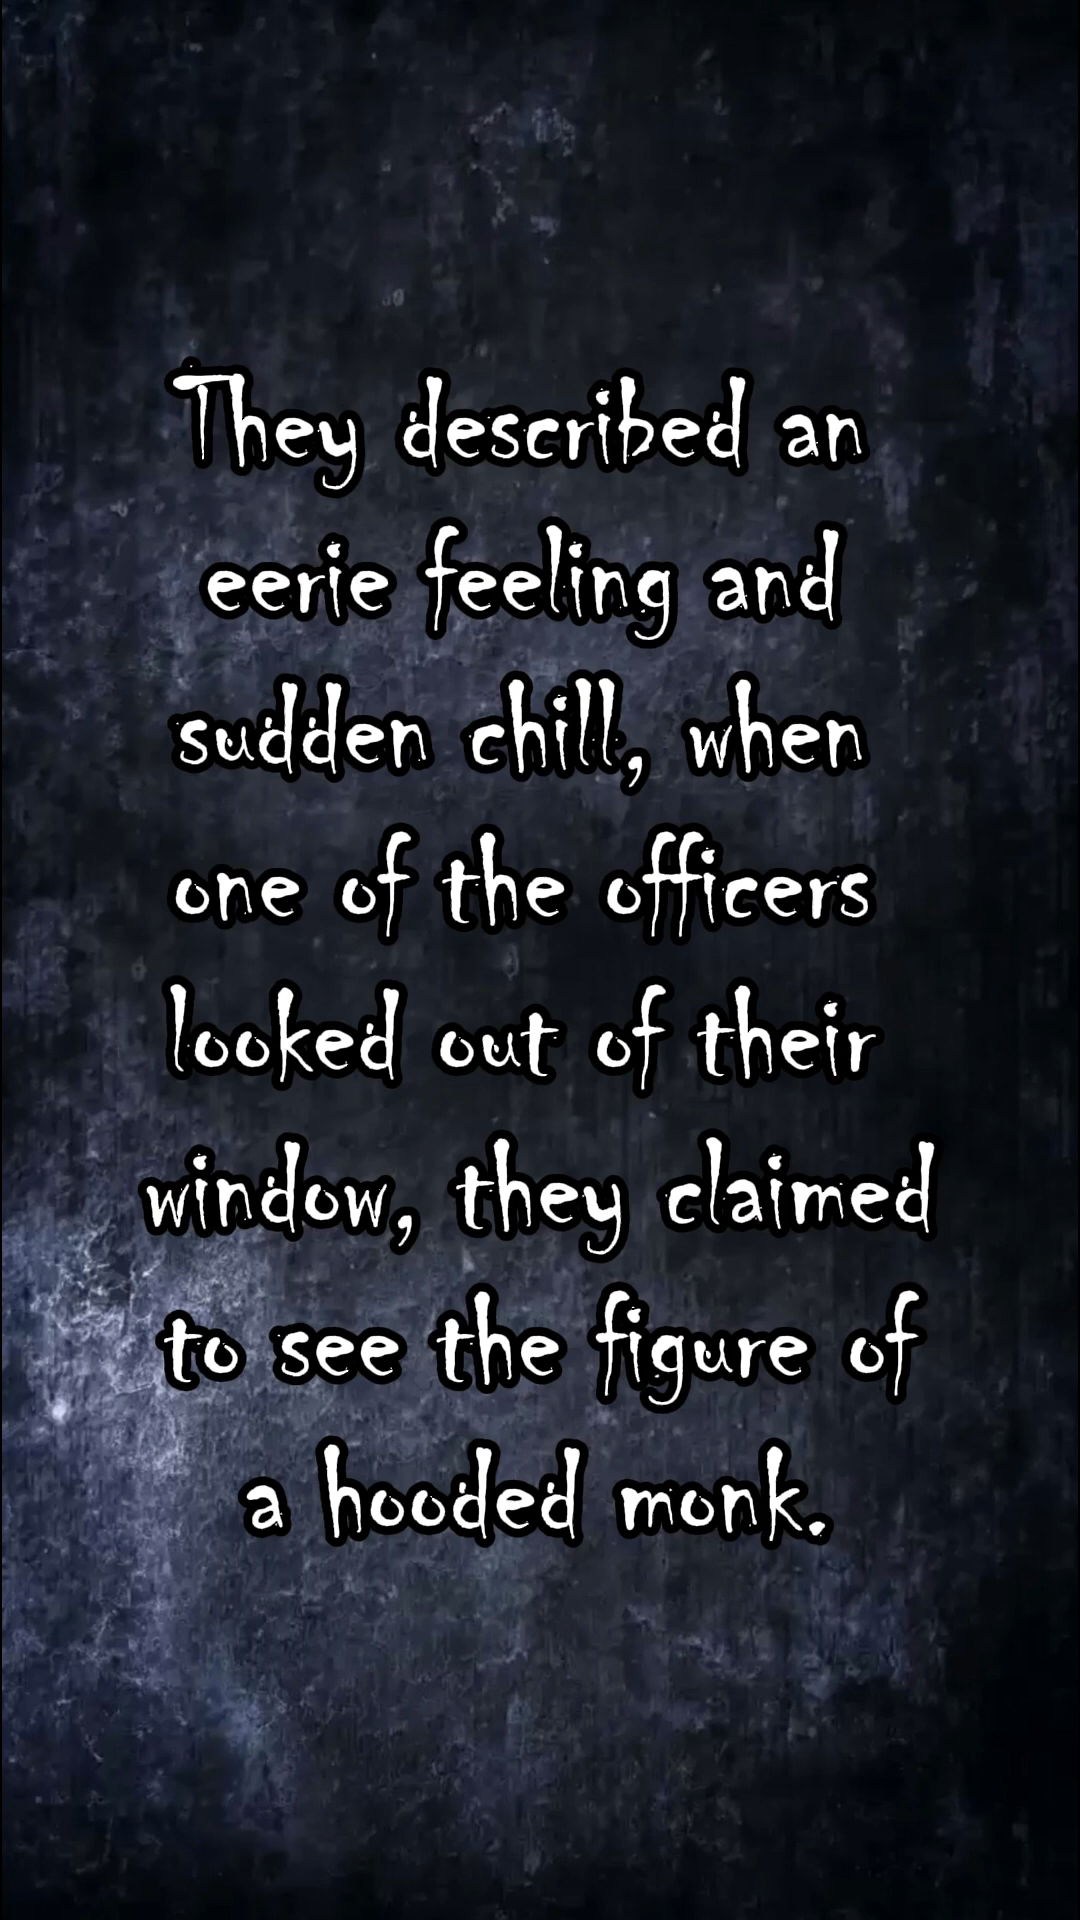 They described an
eerie feeling and
sudden chill, when
one of the officers
looked out of their
window, they claimed
to see the figure of
a hooded monk.